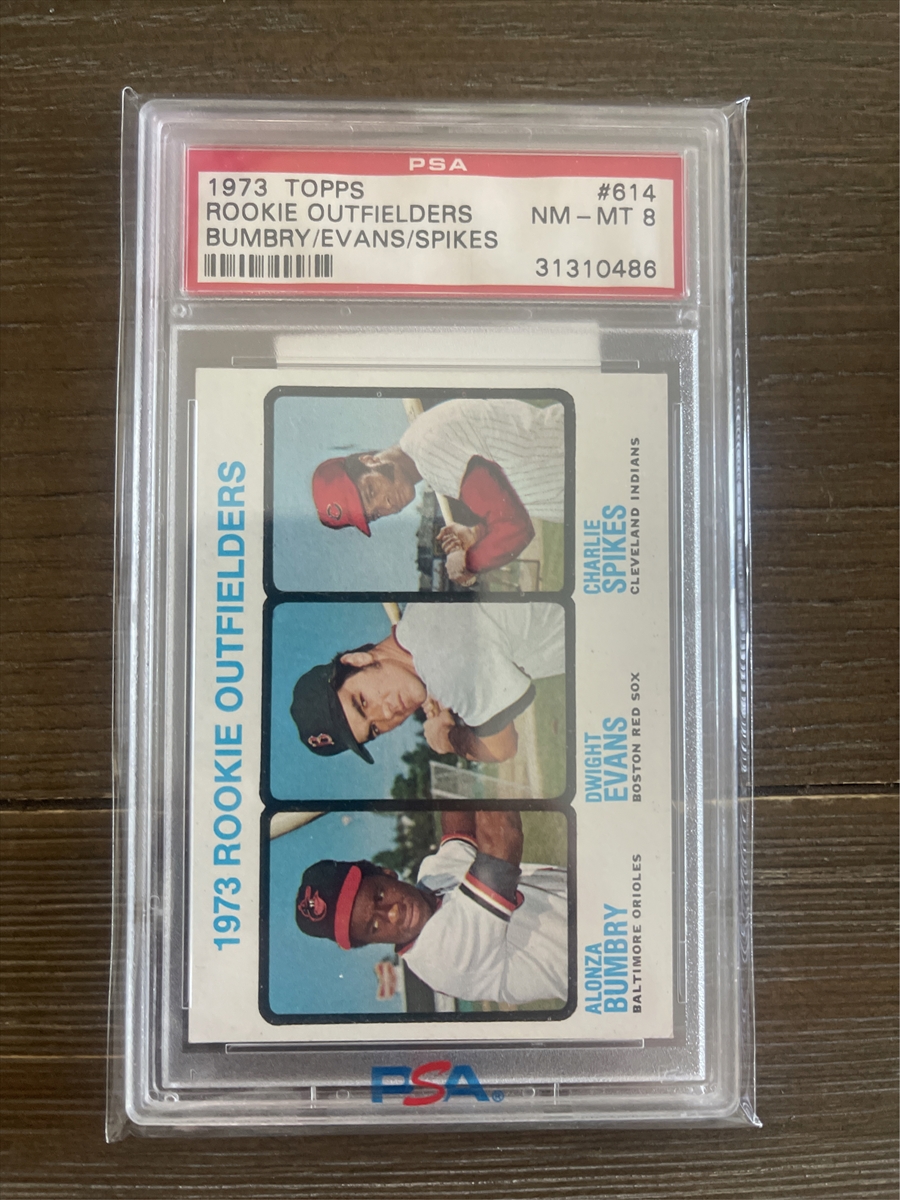 PSA
1973 TOPPS #614
ROOKIE OUTFIELDERS NM - MT 8
BUMBRY/EVANS/SPIKES
31310486
1973 ROOKIE OUTFIELDERS
ALONZA
BUMBRY
BALTIMORE ORIOLES
DWIGHT
EVANS
BOSTON RED SOX
CHARLIE
SPIKES
CLEVELAND INDIANS
PSA®